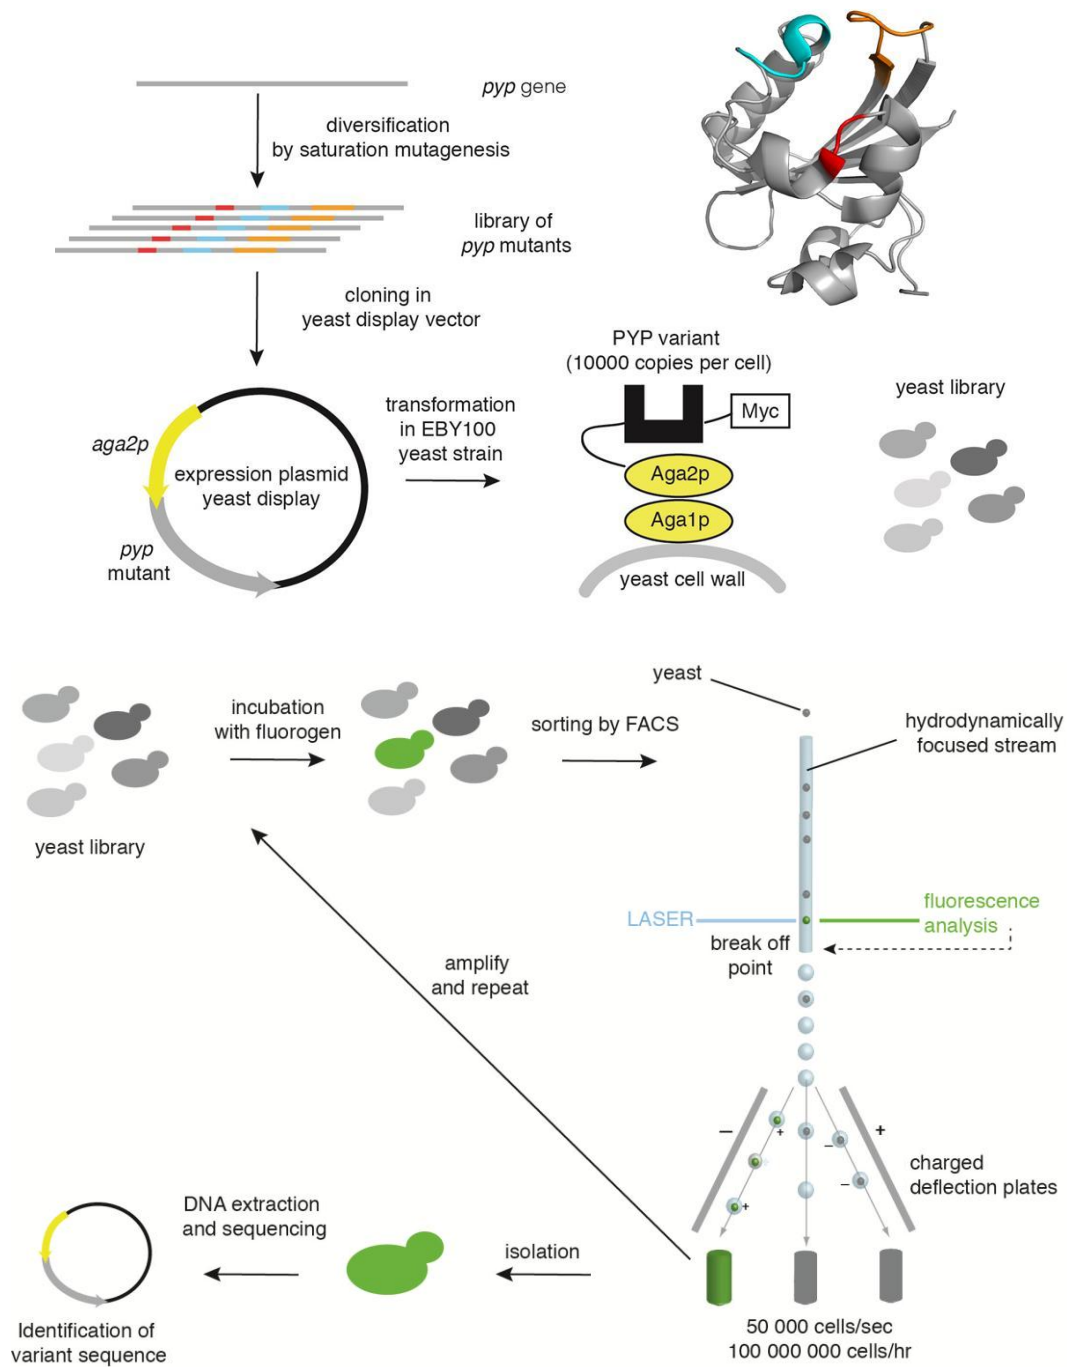 pyp gene
diversification
by saturation mutagenesis
library of
pyp mutants
cloning in
yeast display vector
PYP variant
(10000 copies per cell)
yeast library
Myc
transformation
in EBY100
yeast strain
aga2p
expression plasmid
yeast display
Aga2p
Aga1p
pyp
mutant
yeast cell wall
yeast
incubation
with fluorogen
sorting by FACS
hydrodynamically
focused stream
yeast library
LASER
fluorescence
analysis
break off
point
amplify
and repeat
– +
+
– 
–
+
charged
deflection plates
DNA extraction
and sequencing
isolation
Identification of
variant sequence
50 000 cells/sec
100 000 000 cells/hr